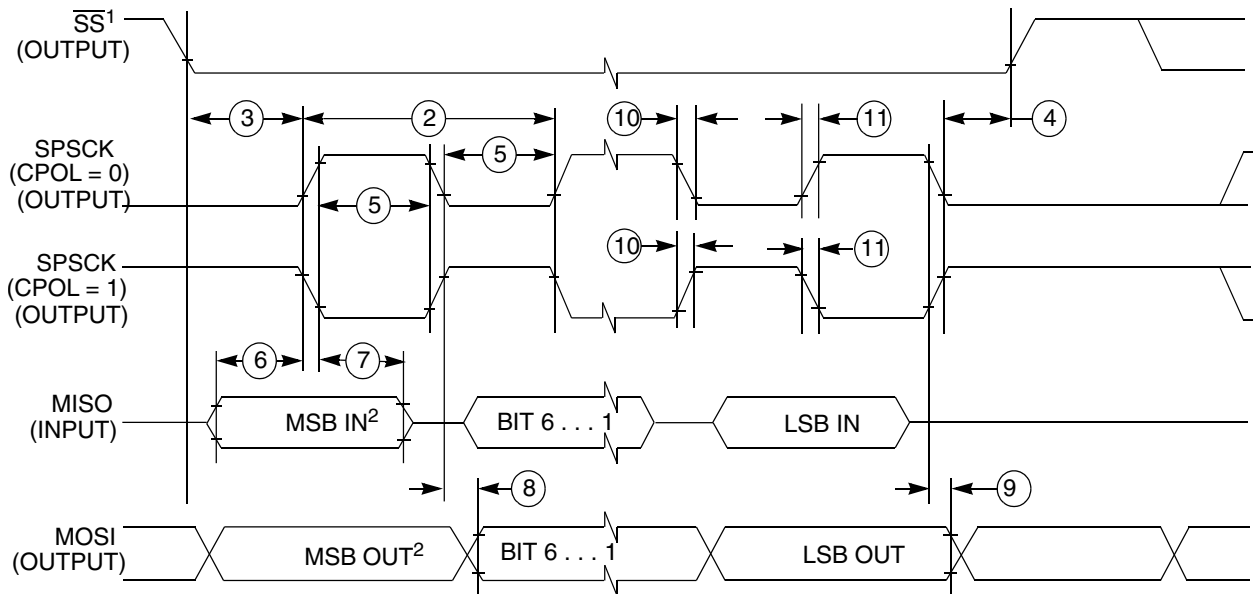 SS¹
(OUTPUT)
3
2
10
11
4
SPSCK
(CPOL = 0)
(OUTPUT)
5
5
SPSCK
(CPOL = 1)
(OUTPUT)
10
11
6
7
MISO
(INPUT)
MSB IN²
BIT 6 . . . 1
LSB IN
8
9
MOSI
(OUTPUT)
MSB OUT²
BIT 6 . . . 1
LSB OUT